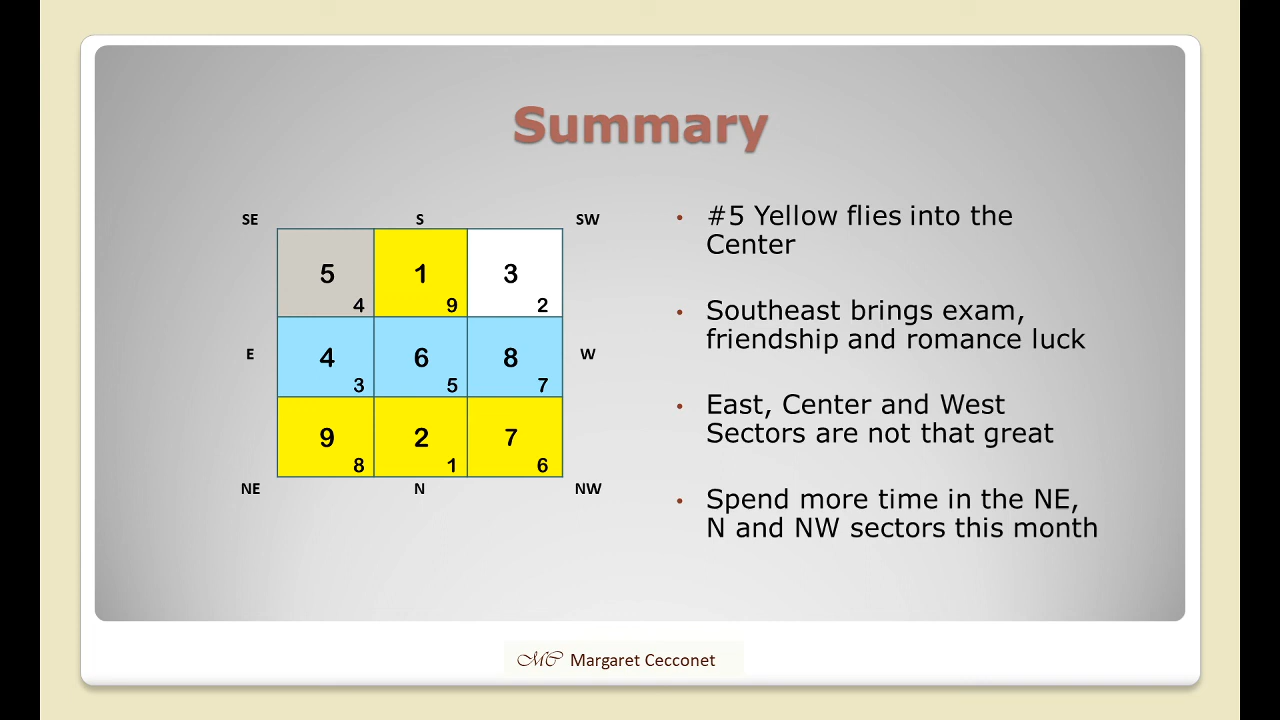 Summary
SE S SW
5 1 3
4 9 2
E 4 6 8 W
3 5 7
9 2 7
8 1 6
NE N NW
• #5 Yellow flies into the
Center
• Southeast brings exam,
friendship and romance luck
• East, Center and West
Sectors are not that great
• Spend more time in the NE,
N and NW sectors this month
MC Margaret Cecconet